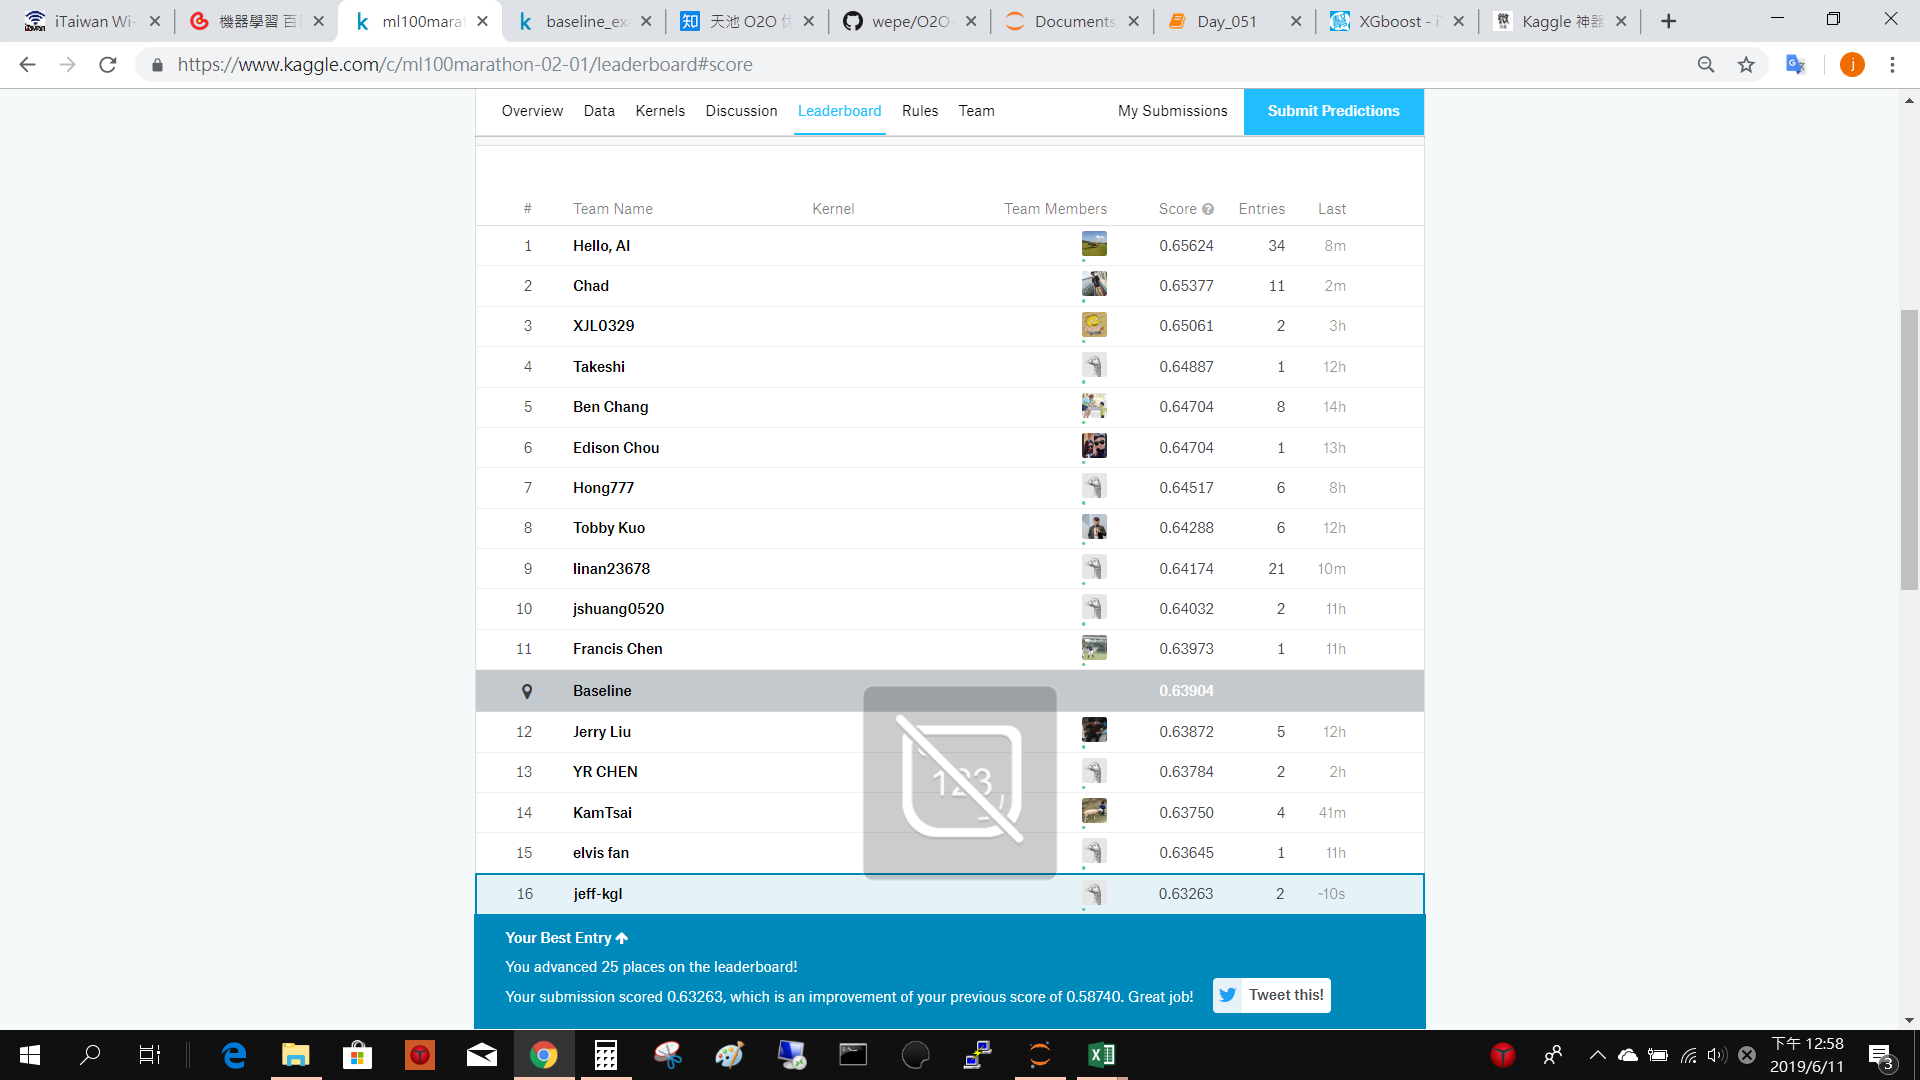 iTaiwan Wi-
機器學習 百
ml100marat
baseline_ex
知 天池 O2O 优
wepe/O2O-
Documents
Day_051
XGboost - i
Kaggle 神器
https://www.kaggle.com/c/ml100marathon-02-01/leaderboard#score
j
Overview Data Kernels Discussion Leaderboard Rules Team My Submissions Submit Predictions
# Team Name Kernel Team Members Score ? Entries Last
1 Hello, AI 0.65624 34 8m
2 Chad 0.65377 11 2m
3 XJL0329 0.65061 2 3h
4 Takeshi 0.64887 1 12h
5 Ben Chang 0.64704 8 14h
6 Edison Chou 0.64704 1 13h
7 Hong777 0.64517 6 8h
8 Tobby Kuo 0.64288 6 12h
9 linan23678 0.64174 21 10m
10 jshuang0520 0.64032 2 11h
11 Francis Chen 0.63973 1 11h
Baseline 0.63904
12 Jerry Liu 0.63872 5 12h
13 YR CHEN 0.63784 2 2h
14 KamTsai 0.63750 4 41m
123
15 elvis fan 0.63645 1 11h
16 jeff-kgl 0.63263 2 ~10s
Your Best Entry
You advanced 25 places on the leaderboard!
Your submission scored 0.63263, which is an improvement of your previous score of 0.58740. Great job!
Tweet this!
下午 12:58
2019/6/11
3